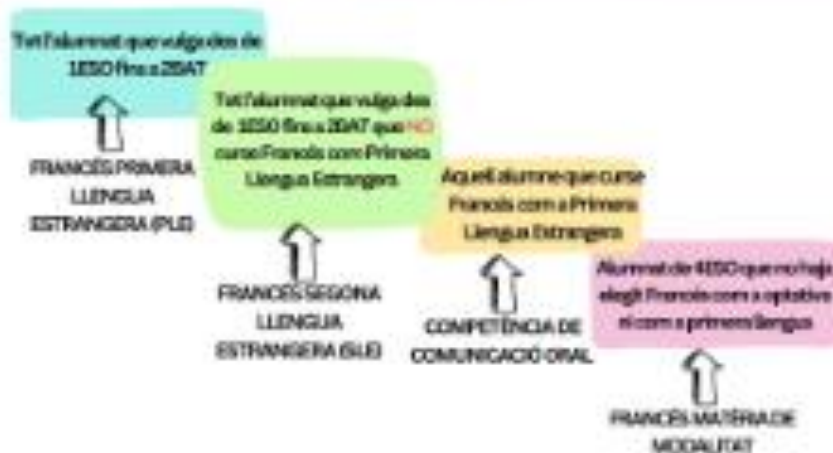 Tot l'alumnat que vulga des de
1ESO fins a 2BAT
FRANCÉS PRIMERA
LLENGUA
ESTRANGERA (PLE)
Tot l'alumnat que vulga des
de 1ESO fins a 2BAT que NO
curse Francés com Primera
Llengua Estrangera
FRANCÉS SEGONA
LLENGUA
ESTRANGERA (SLE)
Aquell alumne que curse
Francés com a Primera
Llengua Estrangera
COMPETÈNCIA DE
COMUNICACIÓ ORAL
Alumnat de 4ESO que no haja
elegit Francés com a optativa
ni com a primera llengua
FRANCÉS MATÈRIA DE
MODALITAT